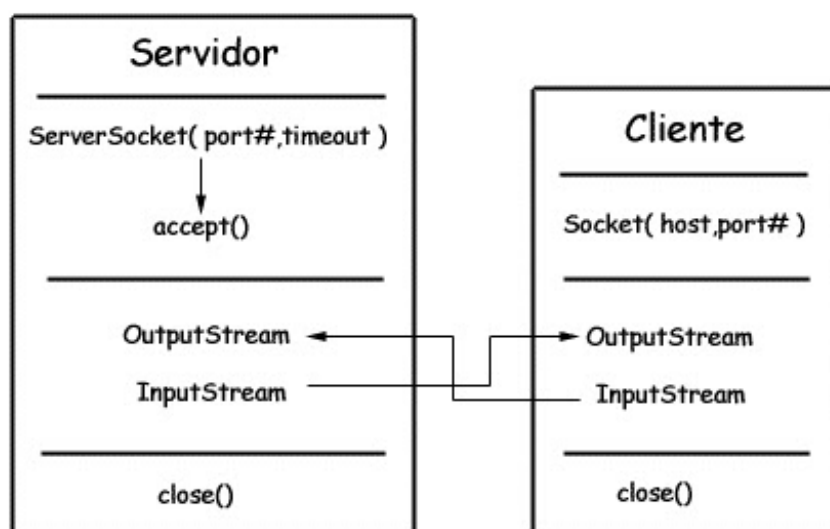 Servidor
ServerSocket( port#,timeout )
accept()
OutputStream
InputStream
close()
Cliente
Socket( host,port# )
OutputStream
InputStream
close()